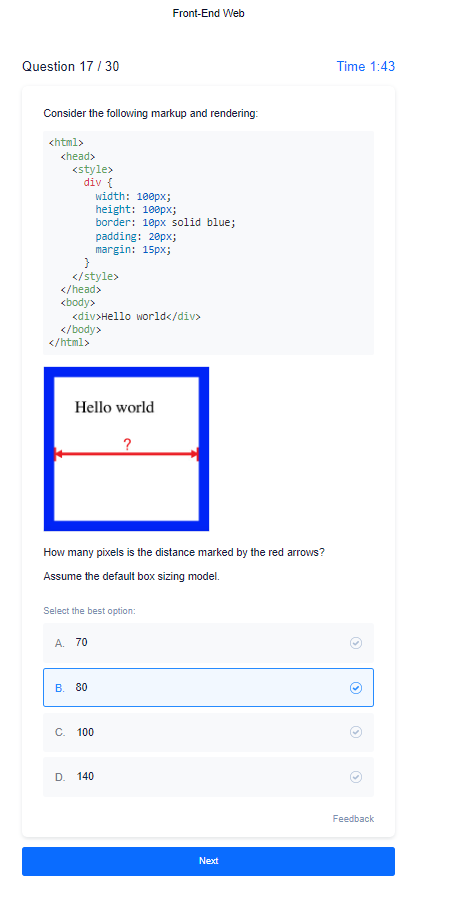 Front-End Web
Question 17 / 30
Time 1:43
Consider the following markup and rendering:
<html>
  <head>
    <style>
      div {
        width: 100px;
        height: 100px;
        border: 10px solid blue;
        padding: 20px;
        margin: 15px;
      }
    </style>
  </head>
  <body>
    <div>Hello world</div>
  </body>
</html>
Hello world
?
How many pixels is the distance marked by the red arrows?
Assume the default box sizing model.
Select the best option:
A. 70
B. 80
C. 100
D. 140
Feedback
Next